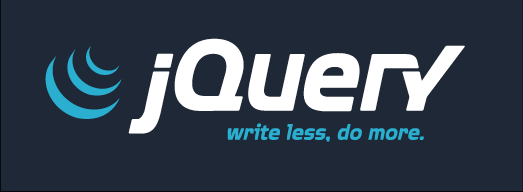 jQuery
write less, do more.